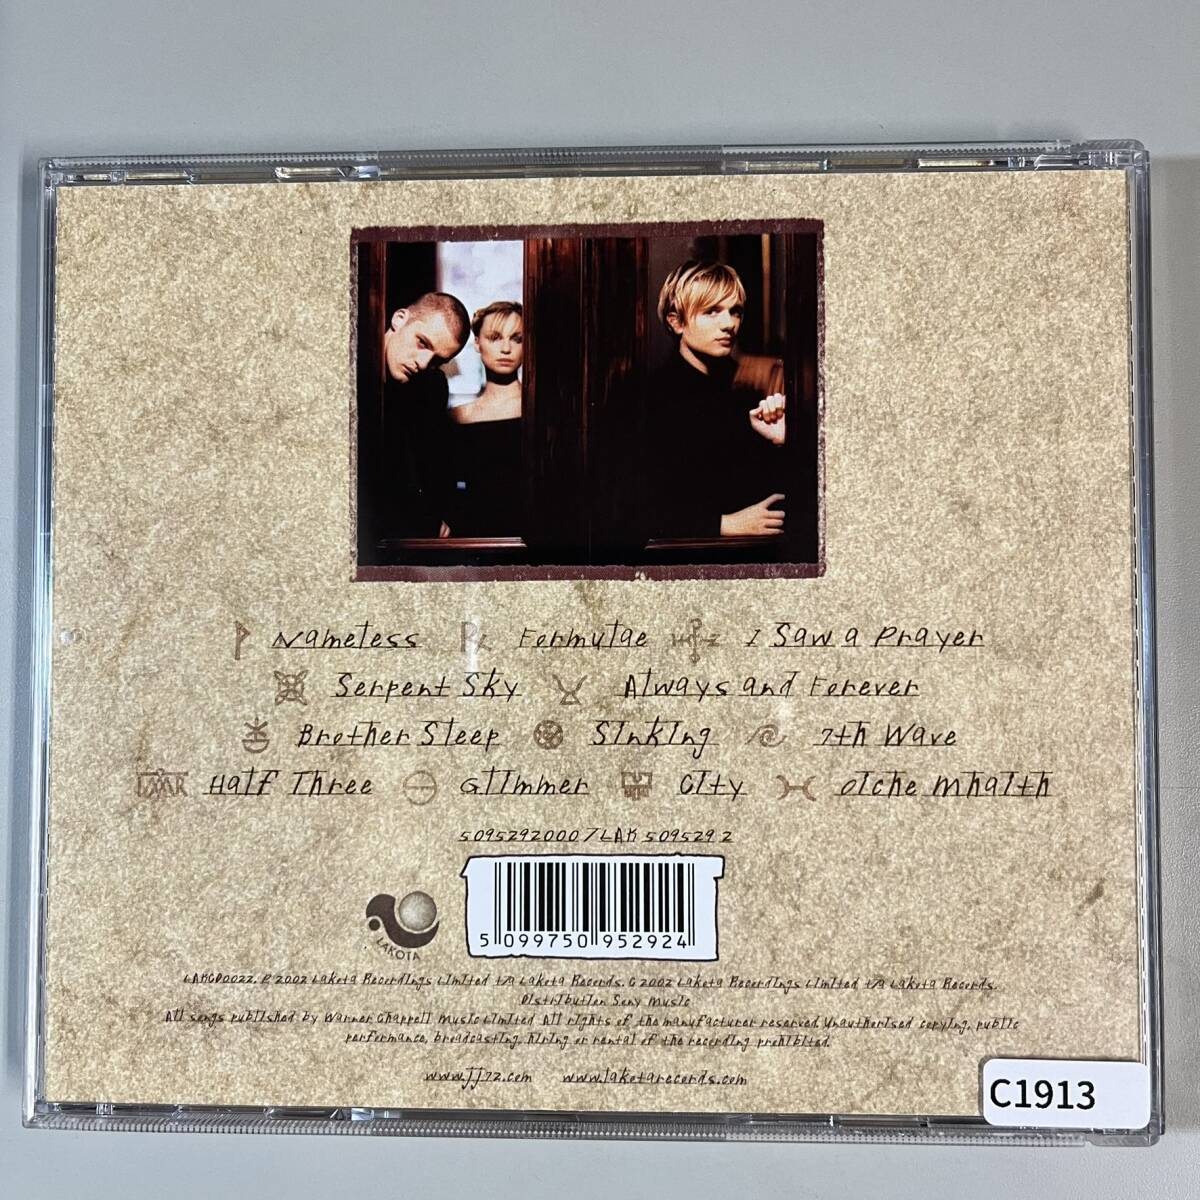 Nameless Formulae I Saw a Prayer
Serpent Sky Always and Forever
Brother Sleep Sinking 7th Wave
Half Three Glimmer City Oiche Mhaith
5095292000/LAK 509529 2
5 099750 952924
LAKOTA
LAKCD0022. P 2002 Lakota Recordings Limited t/a Lakota Records. C 2002 Lakota Recordings Limited t/a Lakota Records.
Distribution Sony Music
All songs published by Warner Chappell Music Limited All rights of the manufacturer reserved Unauthorised copying, public
performance, broadcasting, hiring or rental of the recording prohibited.
www.jj72.com www.lakotarecords.com
C1913